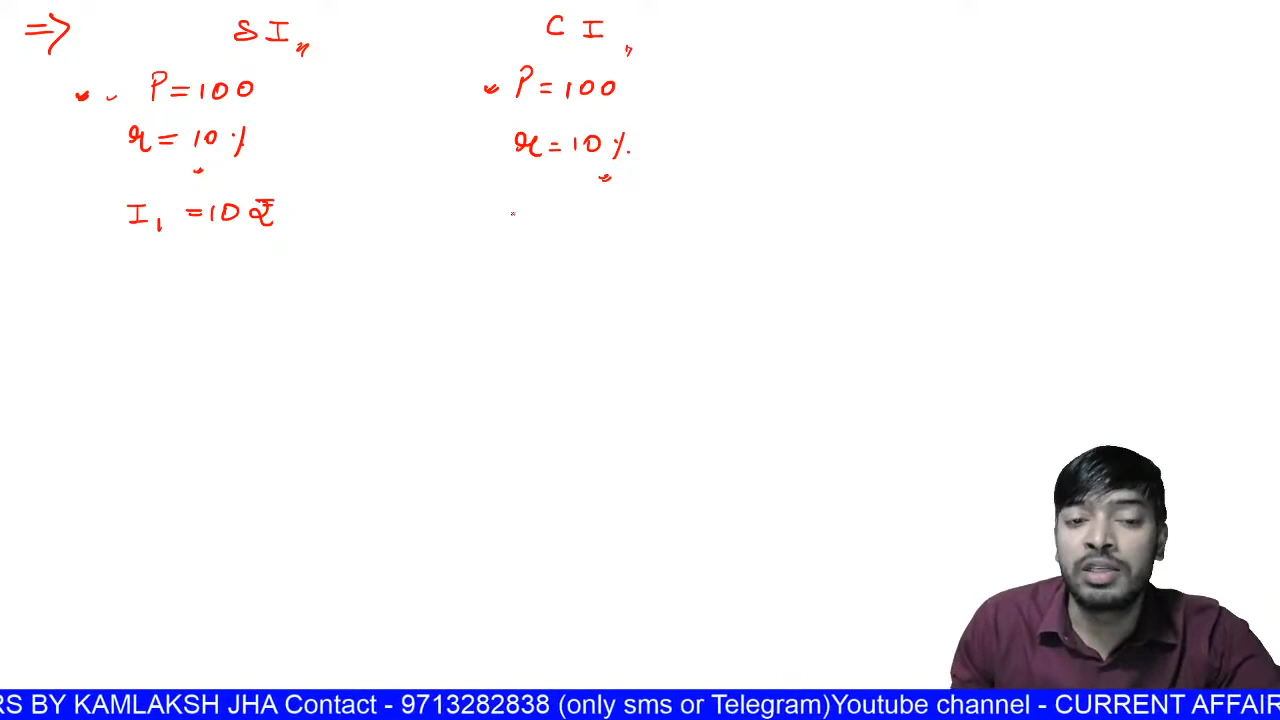 ⇒ SI CI
P = 100 P = 100
r = 10% r = 10%
I₁ = 10 ₹
RS BY KAMLAKSH JHA Contact - 9713282838 (only sms or Telegram)Youtube channel - CURRENT AFFAIR